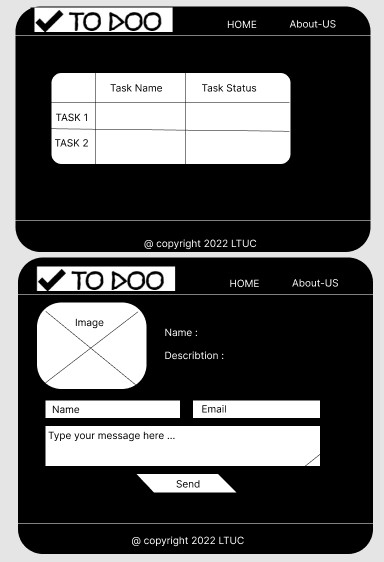 ✔ TO DOO HOME About-US
Task Name Task Status
TASK 1
TASK 2
@ copyright 2022 LTUC
✔ TO DOO HOME About-US
Image
Name :
Describtion :
Name Email
Type your message here ...
Send
@ copyright 2022 LTUC